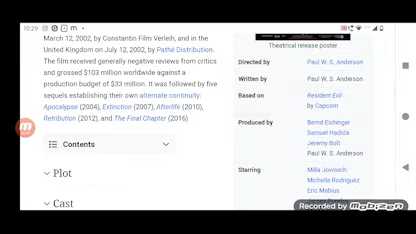 10:29
March 12, 2002, by Constantin Film Verleih, and in the
United Kingdom on July 12, 2002, by Pathé Distribution.
The film received generally negative reviews from critics
and grossed $103 million worldwide against a
production budget of $33 million. It was followed by five
sequels establishing their own alternate continuity:
Apocalypse (2004), Extinction (2007), Afterlife (2010),
Retribution (2012), and The Final Chapter (2016).
Contents
Plot
Cast
Theatrical release poster
Directed by Paul W. S. Anderson
Written by Paul W. S. Anderson
Based on Resident Evil
by Capcom
Produced by Bernd Eichinger
Samuel Hadida
Jeremy Bolt
Paul W. S. Anderson
Starring Milla Jovovich
Michelle Rodriguez
Eric Mabius
Recorded by Mobizen